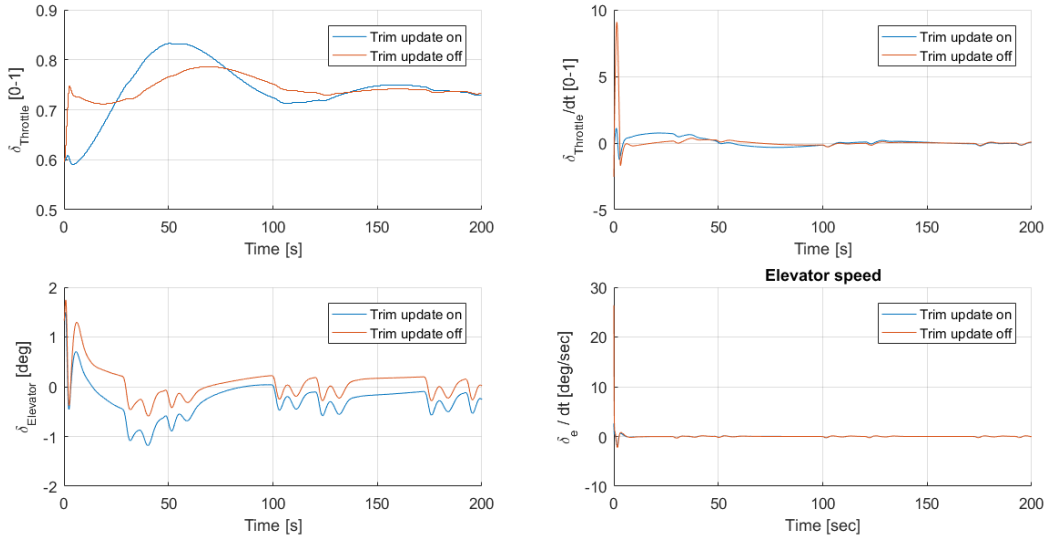 0.9
0.8
0.7
0.6
0.5
δThrottle [0-1]
Trim update on
Trim update off
0 50 100 150 200
Time [s]
10
5
0
-5
δThrottle/dt [0-1]
Trim update on
Trim update off
0 50 100 150 200
Time [s]
2
1
0
-1
-2
δElevator [deg]
Trim update on
Trim update off
0 50 100 150 200
Time [s]
Elevator speed
30
20
10
0
-10
δe / dt [deg/sec]
Trim update on
Trim update off
0 50 100 150 200
Time [sec]